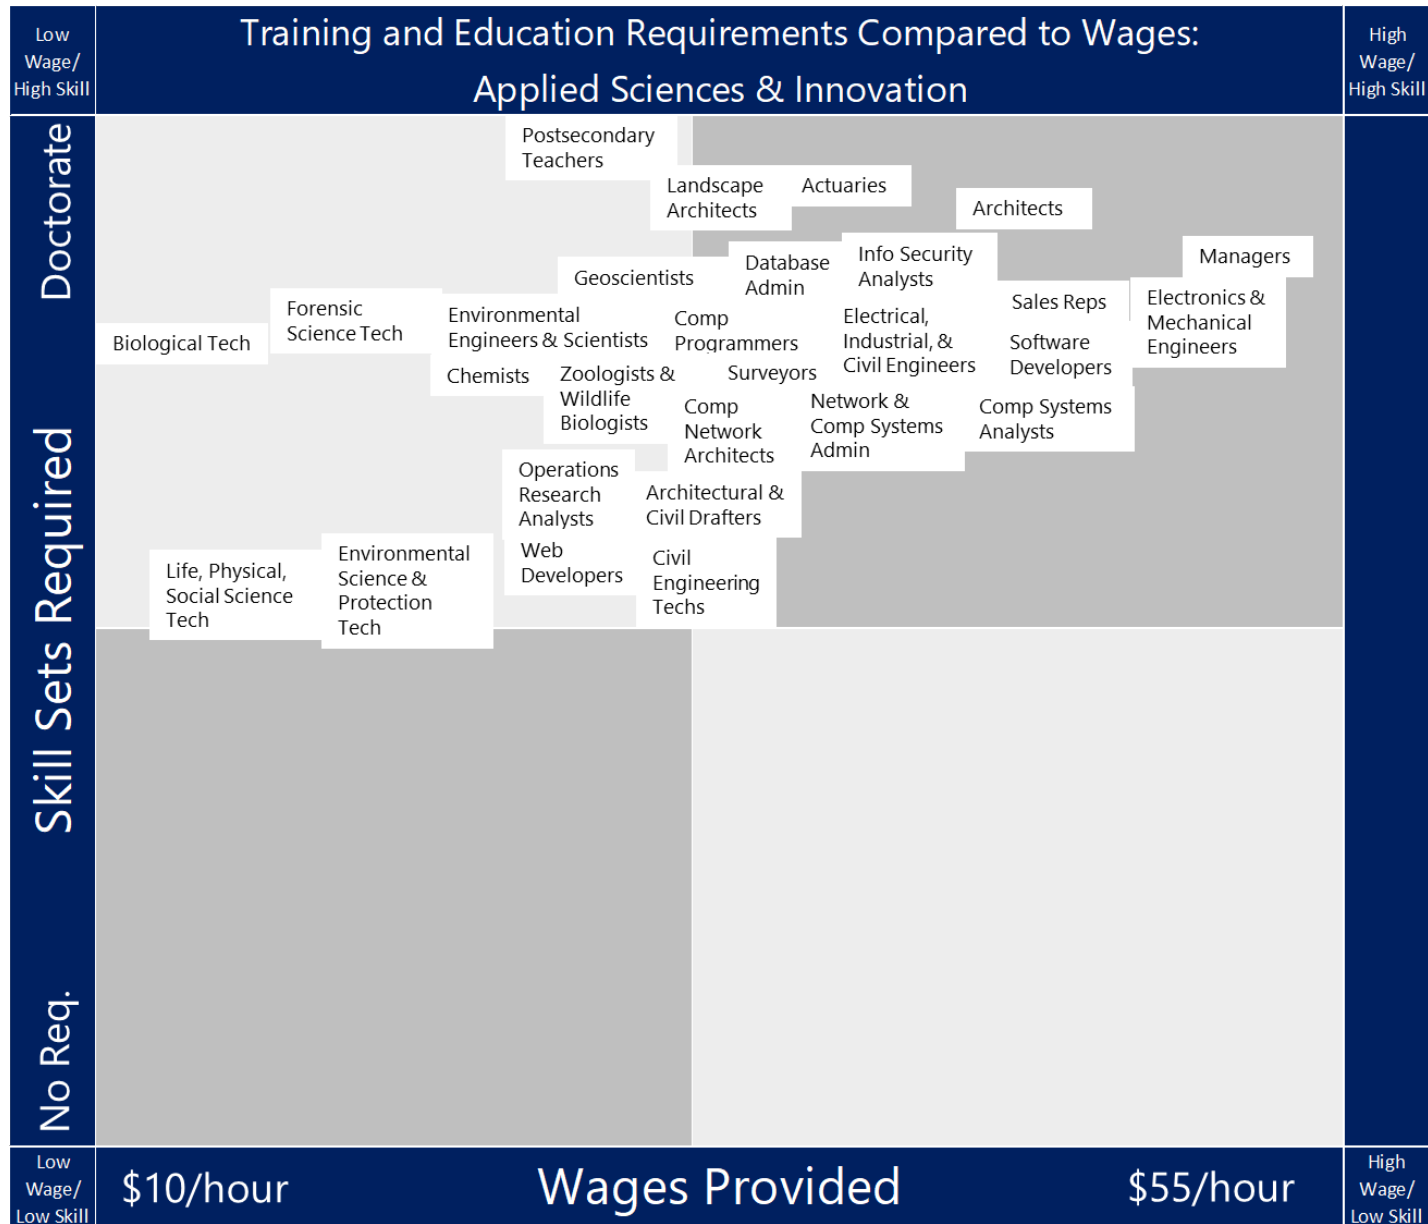 Low
Wage/
High Skill
Training and Education Requirements Compared to Wages:
Applied Sciences & Innovation
High
Wage/
High Skill
Doctorate
Skill Sets Required
No Req.
Postsecondary
Teachers
Landscape
Architects
Actuaries
Architects
Managers
Geoscientists
Database
Admin
Info Security
Analysts
Sales Reps
Electronics &
Mechanical
Engineers
Biological Tech
Forensic
Science Tech
Environmental
Engineers & Scientists
Comp
Programmers
Electrical,
Industrial, &
Civil Engineers
Software
Developers
Chemists
Zoologists &
Wildlife
Biologists
Surveyors
Comp
Network
Architects
Network &
Comp Systems
Admin
Comp Systems
Analysts
Operations
Research
Analysts
Architectural &
Civil Drafters
Life, Physical,
Social Science
Tech
Environmental
Science &
Protection
Tech
Web
Developers
Civil
Engineering
Techs
Low
Wage/
Low Skill
$10/hour
Wages Provided
$55/hour
High
Wage/
Low Skill